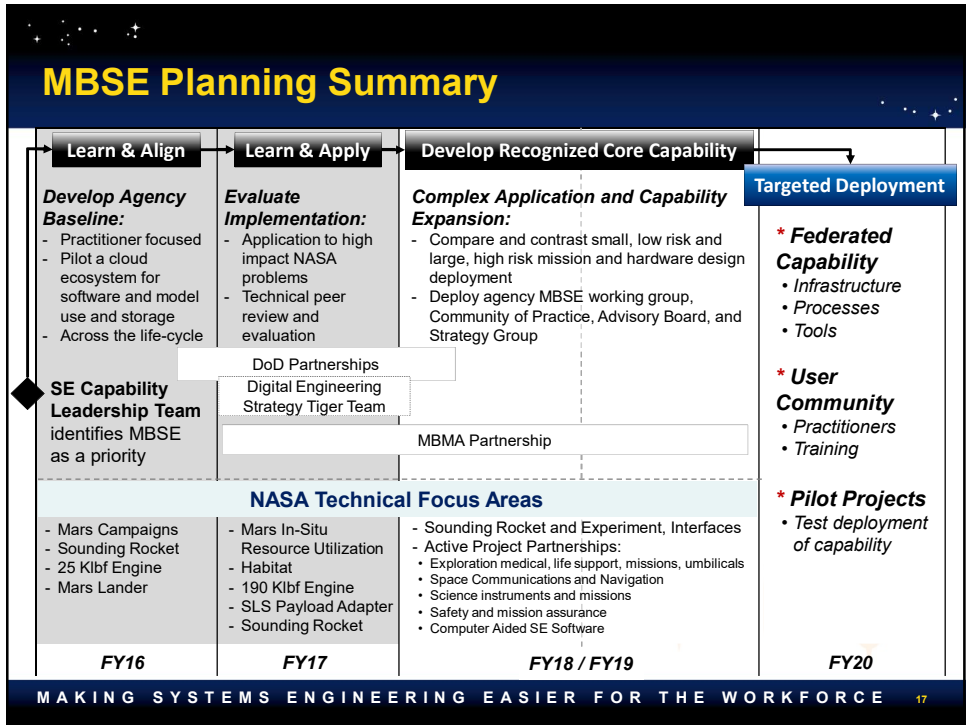 MBSE Planning Summary
Learn & Align
Learn & Apply
Develop Recognized Core Capability
Targeted Deployment
Develop Agency
Baseline:
- Practitioner focused
- Pilot a cloud
ecosystem for
software and model
use and storage
- Across the life-cycle
SE Capability
Leadership Team
identifies MBSE
as a priority
Evaluate
Implementation:
- Application to high
impact NASA
problems
- Technical peer
review and
evaluation
Complex Application and Capability
Expansion:
- Compare and contrast small, low risk and
large, high risk mission and hardware design
deployment
- Deploy agency MBSE working group,
Community of Practice, Advisory Board, and
Strategy Group
DoD Partnerships
Digital Engineering
Strategy Tiger Team
MBMA Partnership
* Federated
Capability
• Infrastructure
• Processes
• Tools
* User
Community
• Practitioners
• Training
* Pilot Projects
• Test deployment
of capability
NASA Technical Focus Areas
- Mars Campaigns
- Sounding Rocket
- 25 Klbf Engine
- Mars Lander
- Mars In-Situ
Resource Utilization
- Habitat
- 190 Klbf Engine
- SLS Payload Adapter
- Sounding Rocket
- Sounding Rocket and Experiment, Interfaces
- Active Project Partnerships:
• Exploration medical, life support, missions, umbilicals
• Space Communications and Navigation
• Science instruments and missions
• Safety and mission assurance
• Computer Aided SE Software
FY16
FY17
FY18 / FY19
FY20
MAKING SYSTEMS ENGINEERING EASIER FOR THE WORKFORCE
17